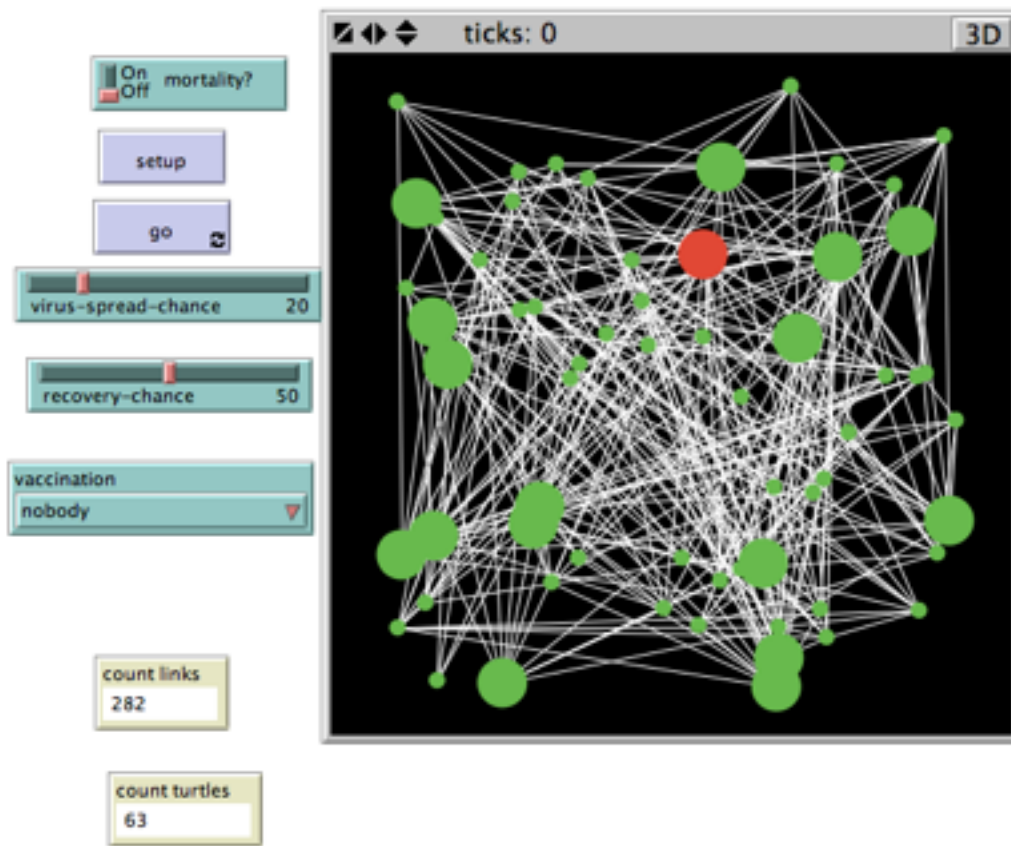 ticks: 0
3D
On
Off
mortality?
setup
go
virus-spread-chance 20
recovery-chance 50
vaccination
nobody
count links
282
count turtles
63